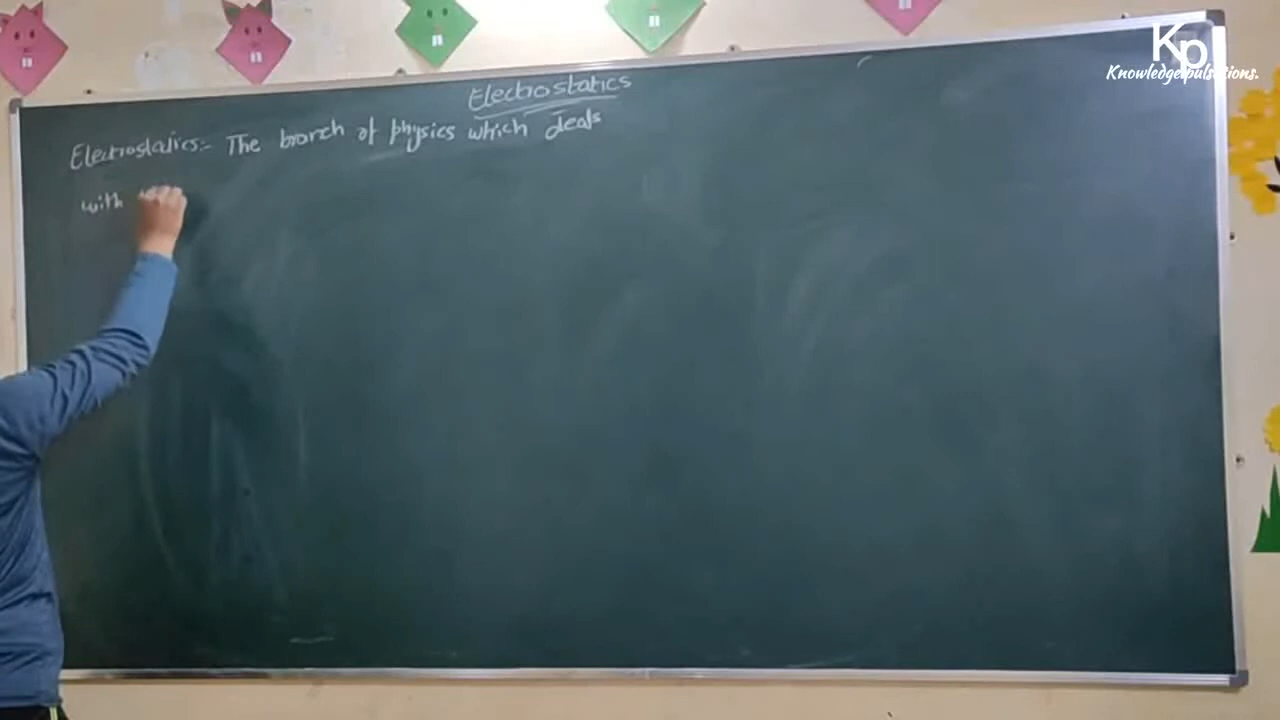 Electrostatics
Electrostatics:- The branch of physics which deals
with
Kp
Knowledgepulsations.